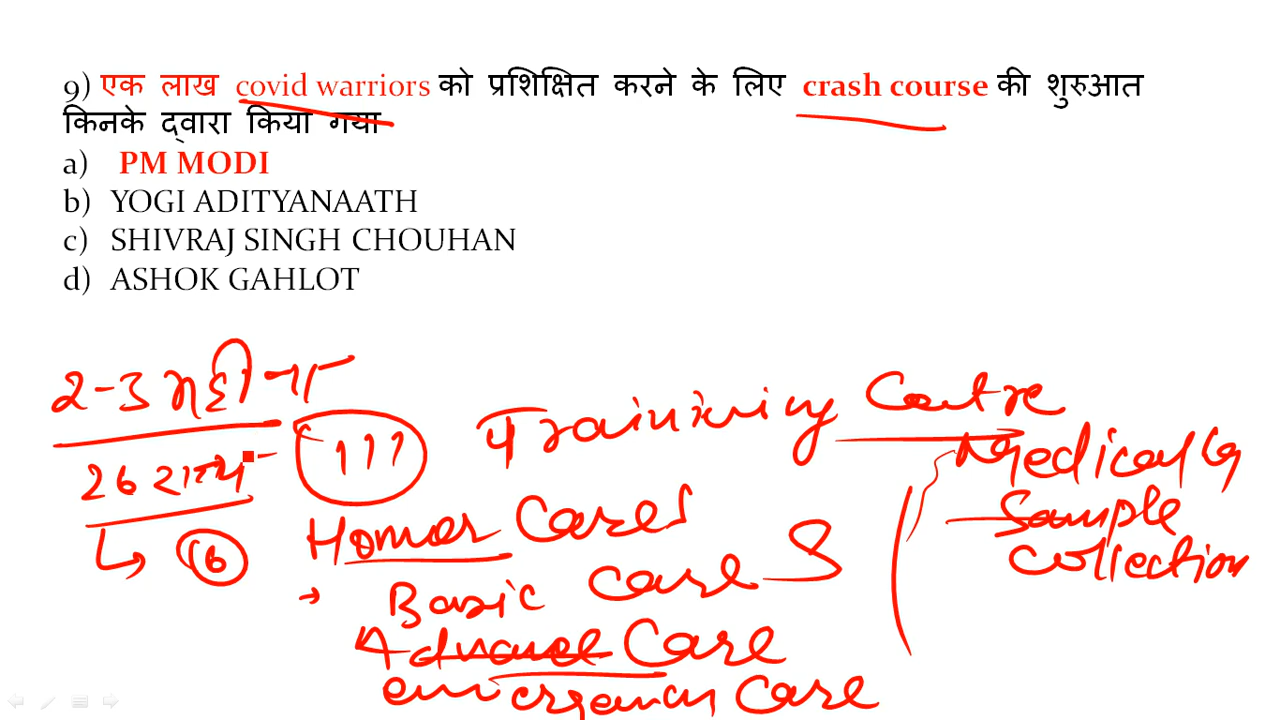 9) एक लाख covid warriors को प्रशिक्षित करने के लिए crash course की शुरुआत
किनके द्वारा किया गया
a) PM MODI
b) YOGI ADITYANAATH
c) SHIVRAJ SINGH CHOUHAN
d) ASHOK GAHLOT
2-3 महीना
26 राज्य
111
Training Centre
6
Home Care
Basic Care
Advance Care
emergency Care
Medical
Sample
collection